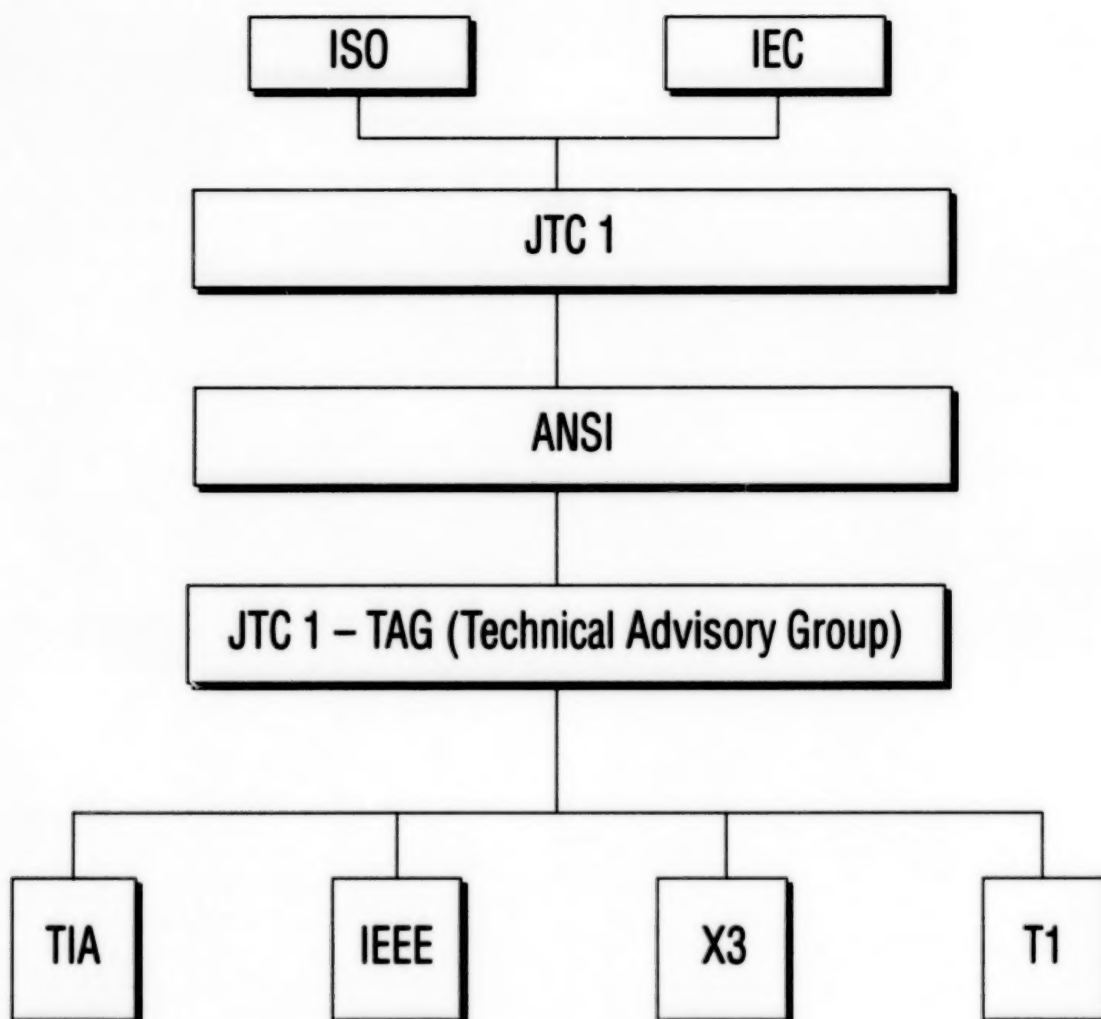 ISO
IEC
JTC 1
ANSI
JTC 1 – TAG (Technical Advisory Group)
TIA
IEEE
X3
T1